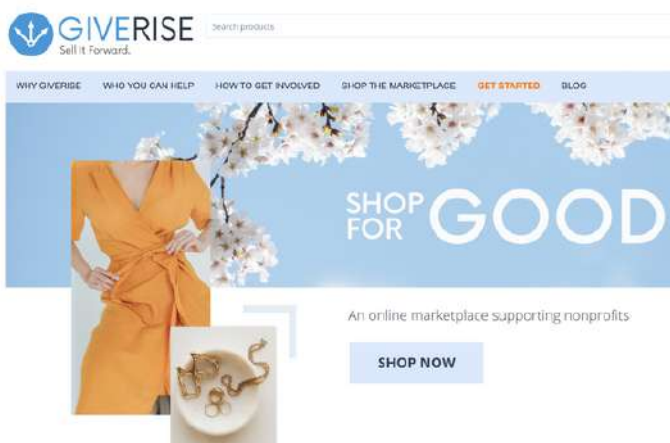 GIVERISE
Sell It Forward.
Search products
WHY GIVERISE WHO YOU CAN HELP HOW TO GET INVOLVED SHOP THE MARKETPLACE GET STARTED BLOG
SHOP FOR GOOD
An online marketplace supporting nonprofits
SHOP NOW